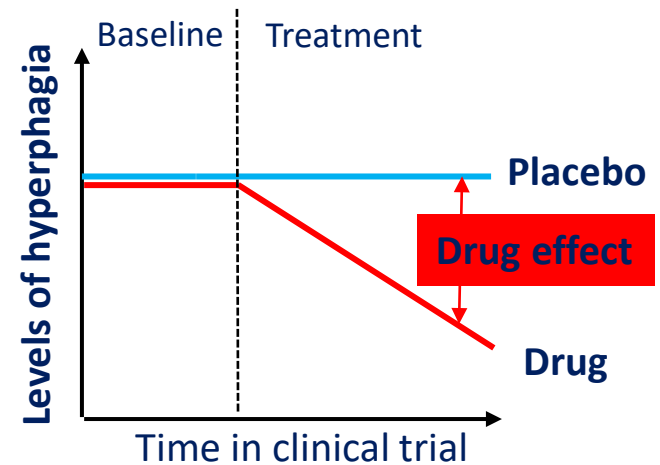 Baseline
Treatment
Levels of hyperphagia
Placebo
Drug effect
Drug
Time in clinical trial